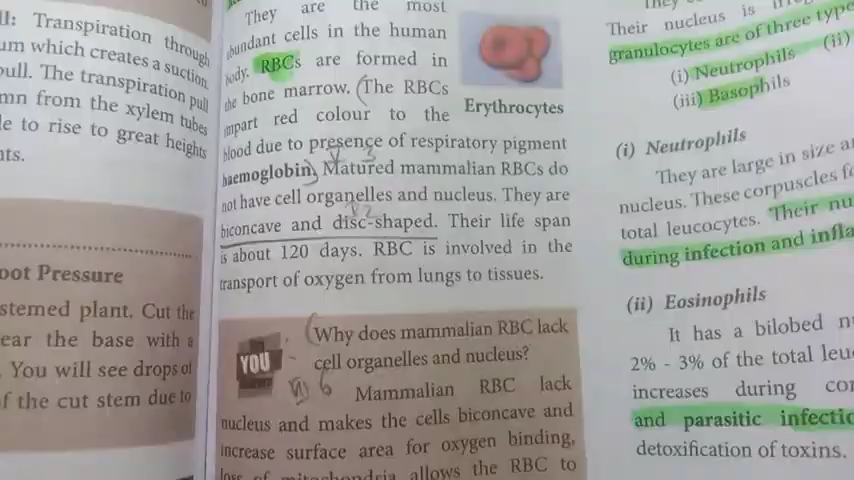 ll: Transpiration through
um which creates a suction
pull. The transpiration pull
mn from the xylem tubes
le to rise to great heights
nts.
oot Pressure
stemed plant. Cut the
ear the base with a
. You will see drops of
f the cut stem due to
They are the most
abundant cells in the human
body. RBCs are formed in
the bone marrow. (The RBCs
impart red colour to the
blood due to presence of respiratory pigment
haemoglobin) Matured mammalian RBCs do
not have cell organelles and nucleus. They are
biconcave and disc-shaped. Their life span
is about 120 days. RBC is involved in the
transport of oxygen from lungs to tissues.
Erythrocytes
YOU
(Why does mammalian RBC lack
cell organelles and nucleus?
6 Mammalian RBC lack
nucleus and makes the cells biconcave and
increase surface area for oxygen binding,
loss of mitochondria allows the RBC to
They
Their nucleus is
granulocytes are of three type
(i) Neutrophils (ii)
(iii) Basophils
(i) Neutrophils
They are large in size a
nucleus. These corpuscles f
total leucocytes. Their nu
during infection and infla
(ii) Eosinophils
It has a bilobed n
2% - 3% of the total leu
increases during co
and parasitic infectio
detoxification of toxins.